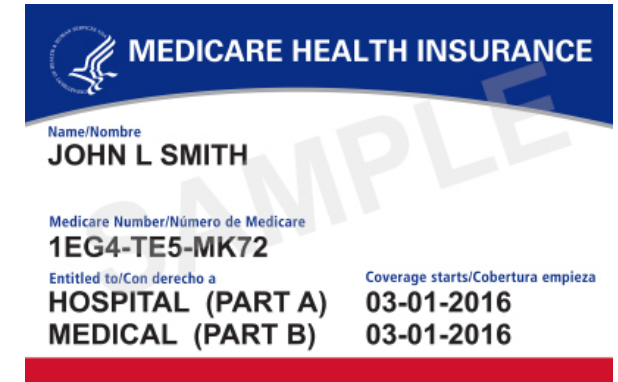 MEDICARE HEALTH INSURANCE
Name/Nombre
JOHN L SMITH
Medicare Number/Número de Medicare
1EG4-TE5-MK72
Entitled to/Con derecho a
Coverage starts/Cobertura empieza
HOSPITAL (PART A) 03-01-2016
MEDICAL (PART B) 03-01-2016
SAMPLE